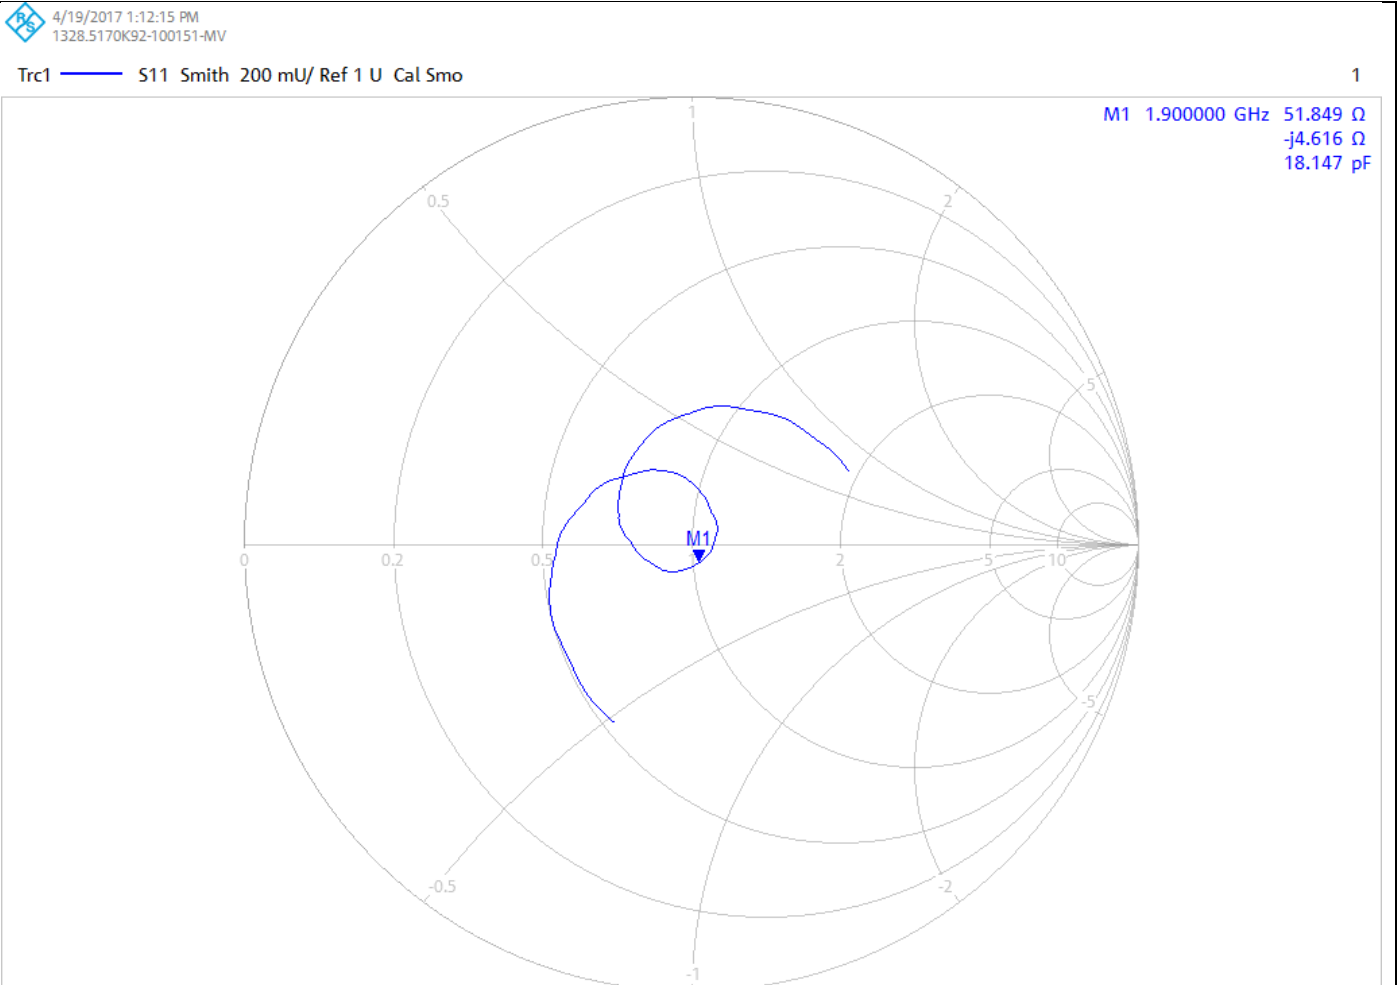 R&S
4/19/2017 1:12:15 PM
1328.5170K92-100151-MV
Trc1 S11 Smith 200 mU/ Ref 1 U Cal Smo 1
M1 1.900000 GHz 51.849 Ω
-j4.616 Ω
18.147 pF
1
0.5 2
5
M1
0 0.2 0.5 1 2 5 10
-5
-0.5 -2
-1